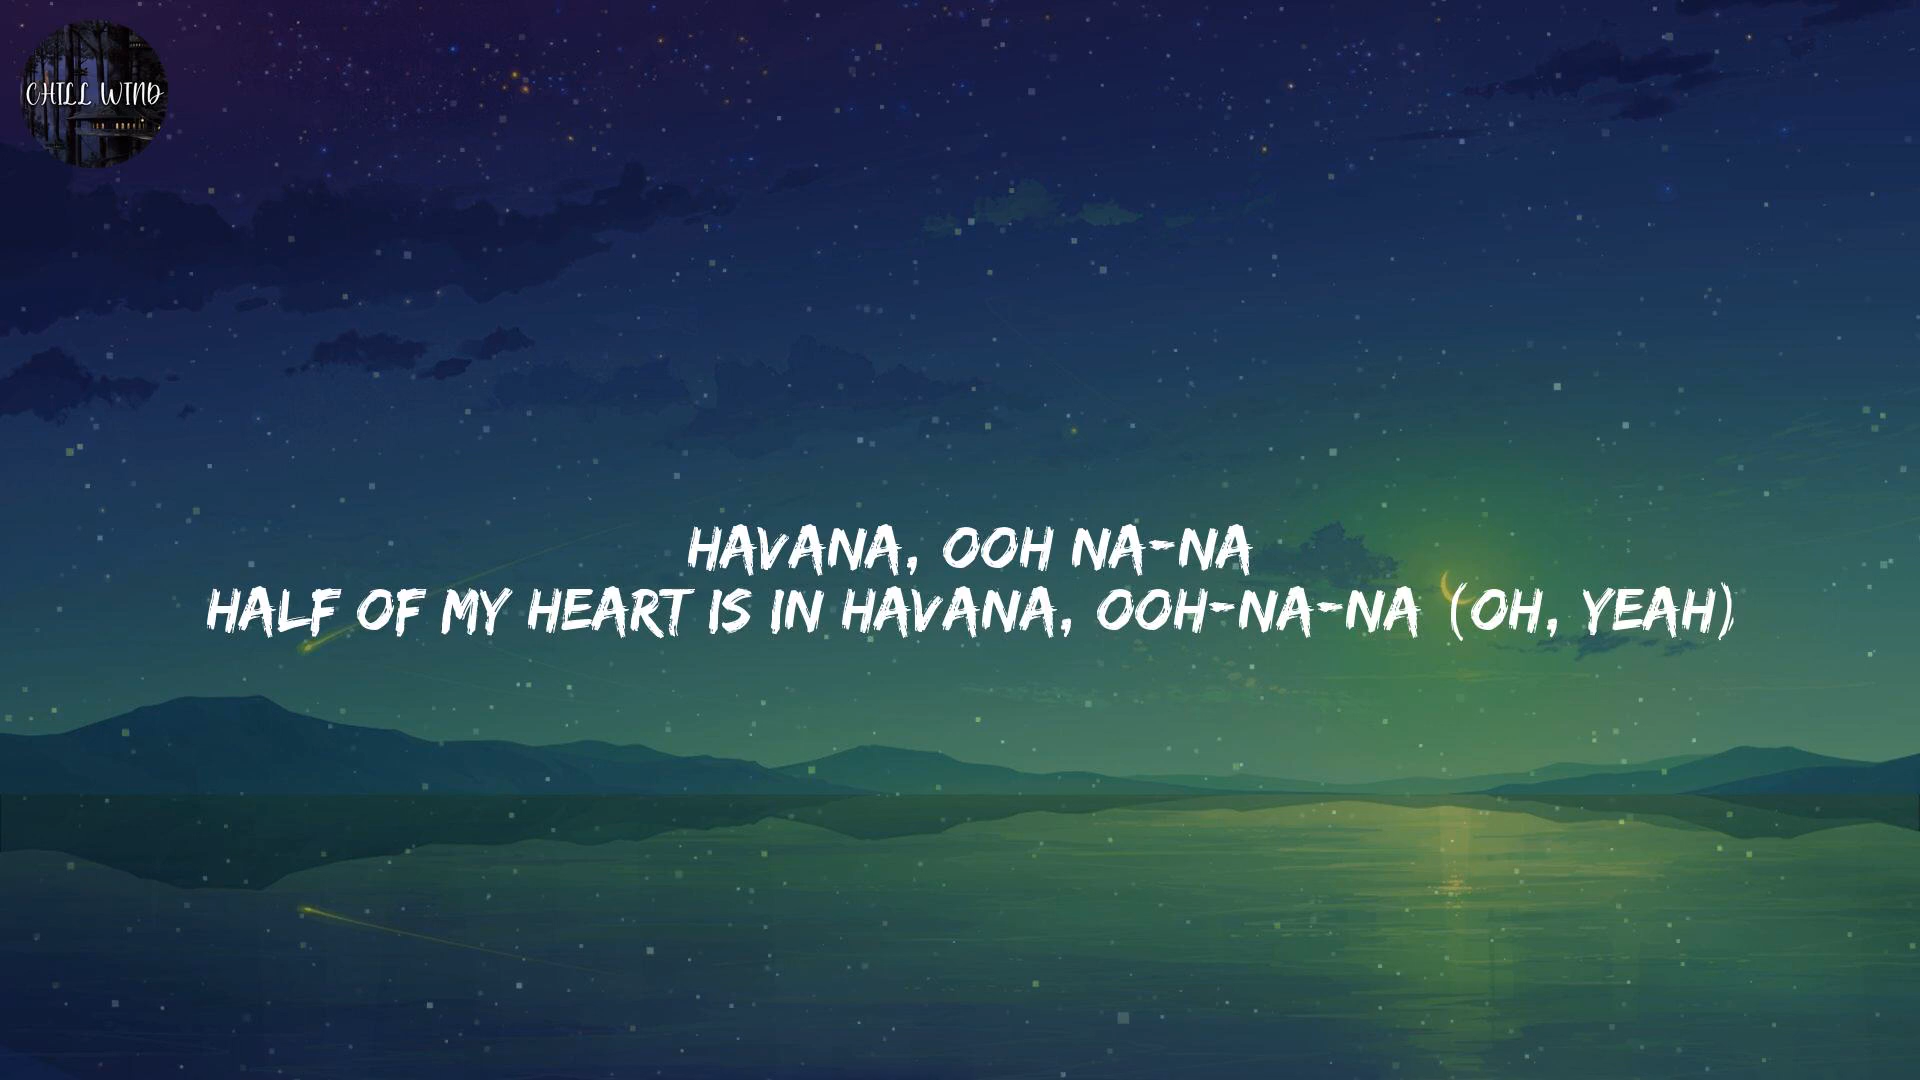 CHILL WIND
HAVANA, OOH NA-NA
HALF OF MY HEART IS IN HAVANA, OOH-NA-NA (OH, YEAH)